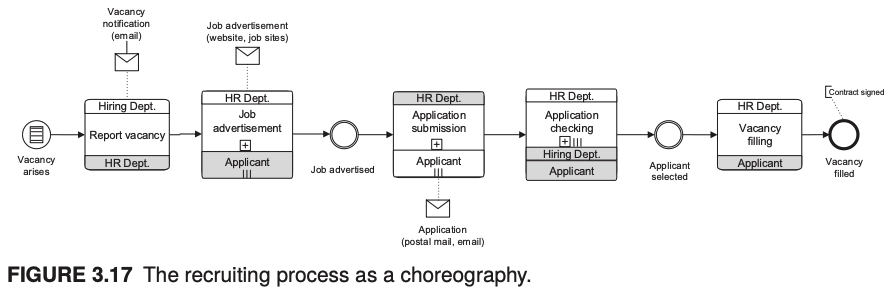 Vacancy
notification
(email)
Job advertisement
(website, job sites)
Hiring Dept.
Report vacancy
HR Dept.
HR Dept.
Job
advertisement
Applicant
HR Dept.
Application
submission
Applicant
HR Dept.
Application
checking
Hiring Dept.
Applicant
HR Dept.
Vacancy
filling
Applicant
Contract signed
Vacancy
arises
Job advertised
Applicant
selected
Vacancy
filled
Application
(postal mail, email)
FIGURE 3.17 The recruiting process as a choreography.